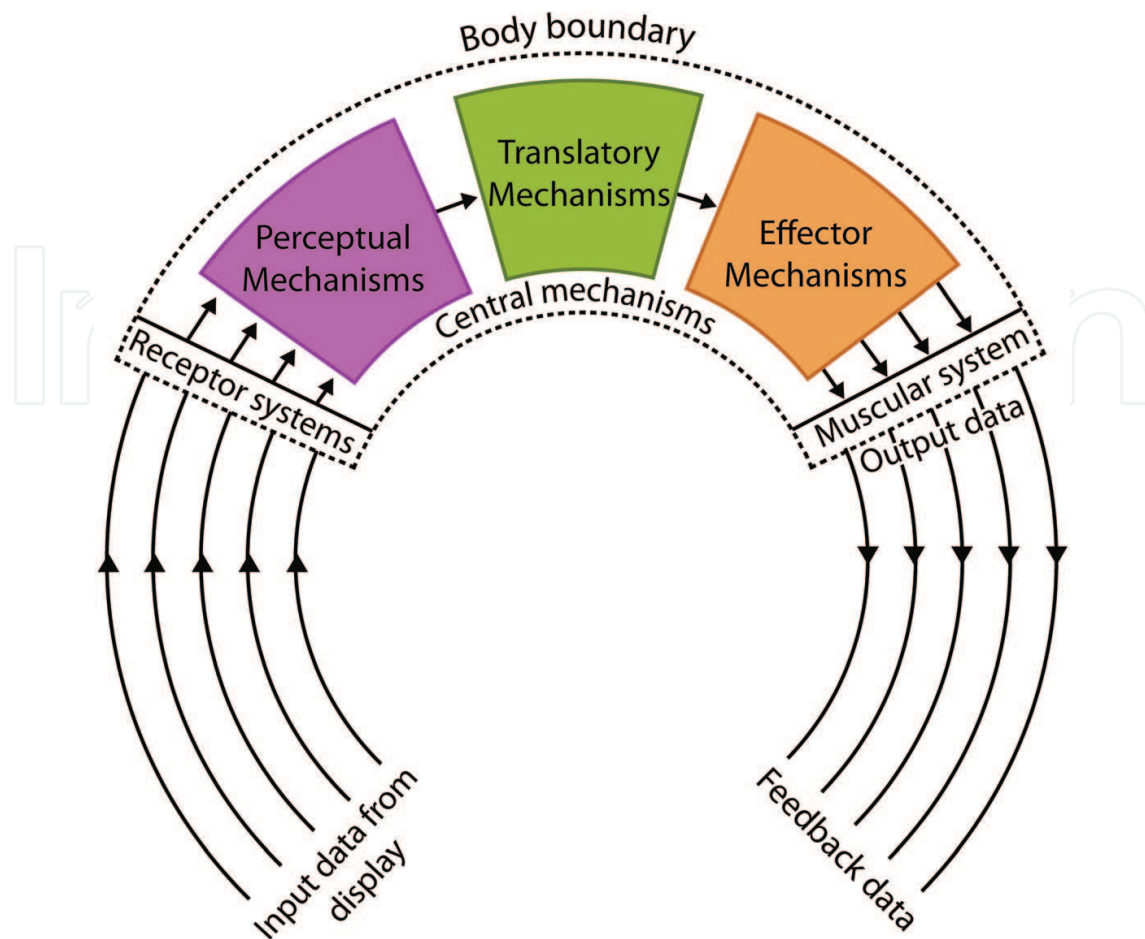 Body boundary
Translatory
Mechanisms
Perceptual
Mechanisms
Effector
Mechanisms
Central mechanisms
Receptor systems
Muscular system
Output data
Input data from
display
Feedback data